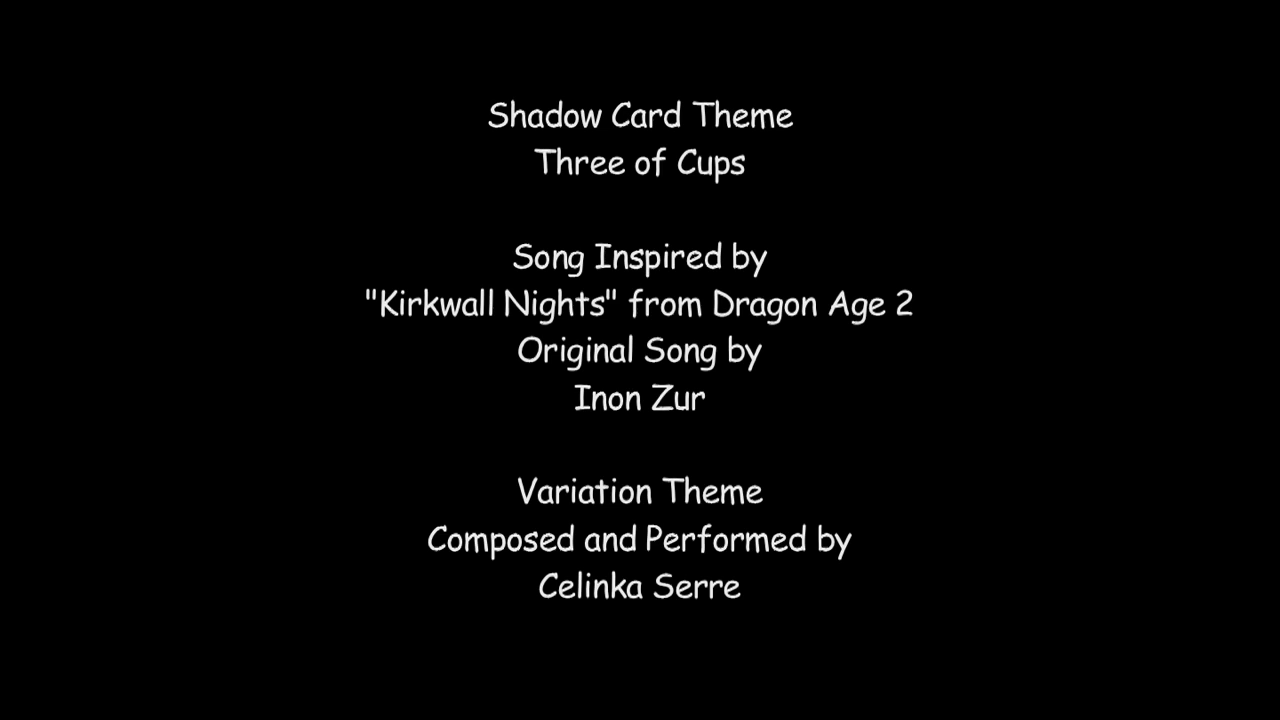 Shadow Card Theme
Three of Cups
Song Inspired by
"Kirkwall Nights" from Dragon Age 2
Original Song by
Inon Zur
Variation Theme
Composed and Performed by
Celinka Serre